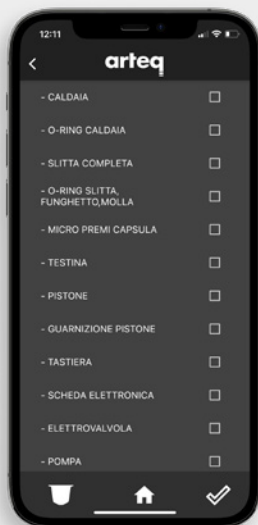 12:11
arteq
- CALDAIA
- O-RING CALDAIA
- SLITTA COMPLETA
- O-RING SLITTA,
FUNGHETTO,MOLLA
- MICRO PREMI CAPSULA
- TESTINA
- PISTONE
- GUARNIZIONE PISTONE
- TASTIERA
- SCHEDA ELETTRONICA
- ELETTROVALVOLA
- POMPA